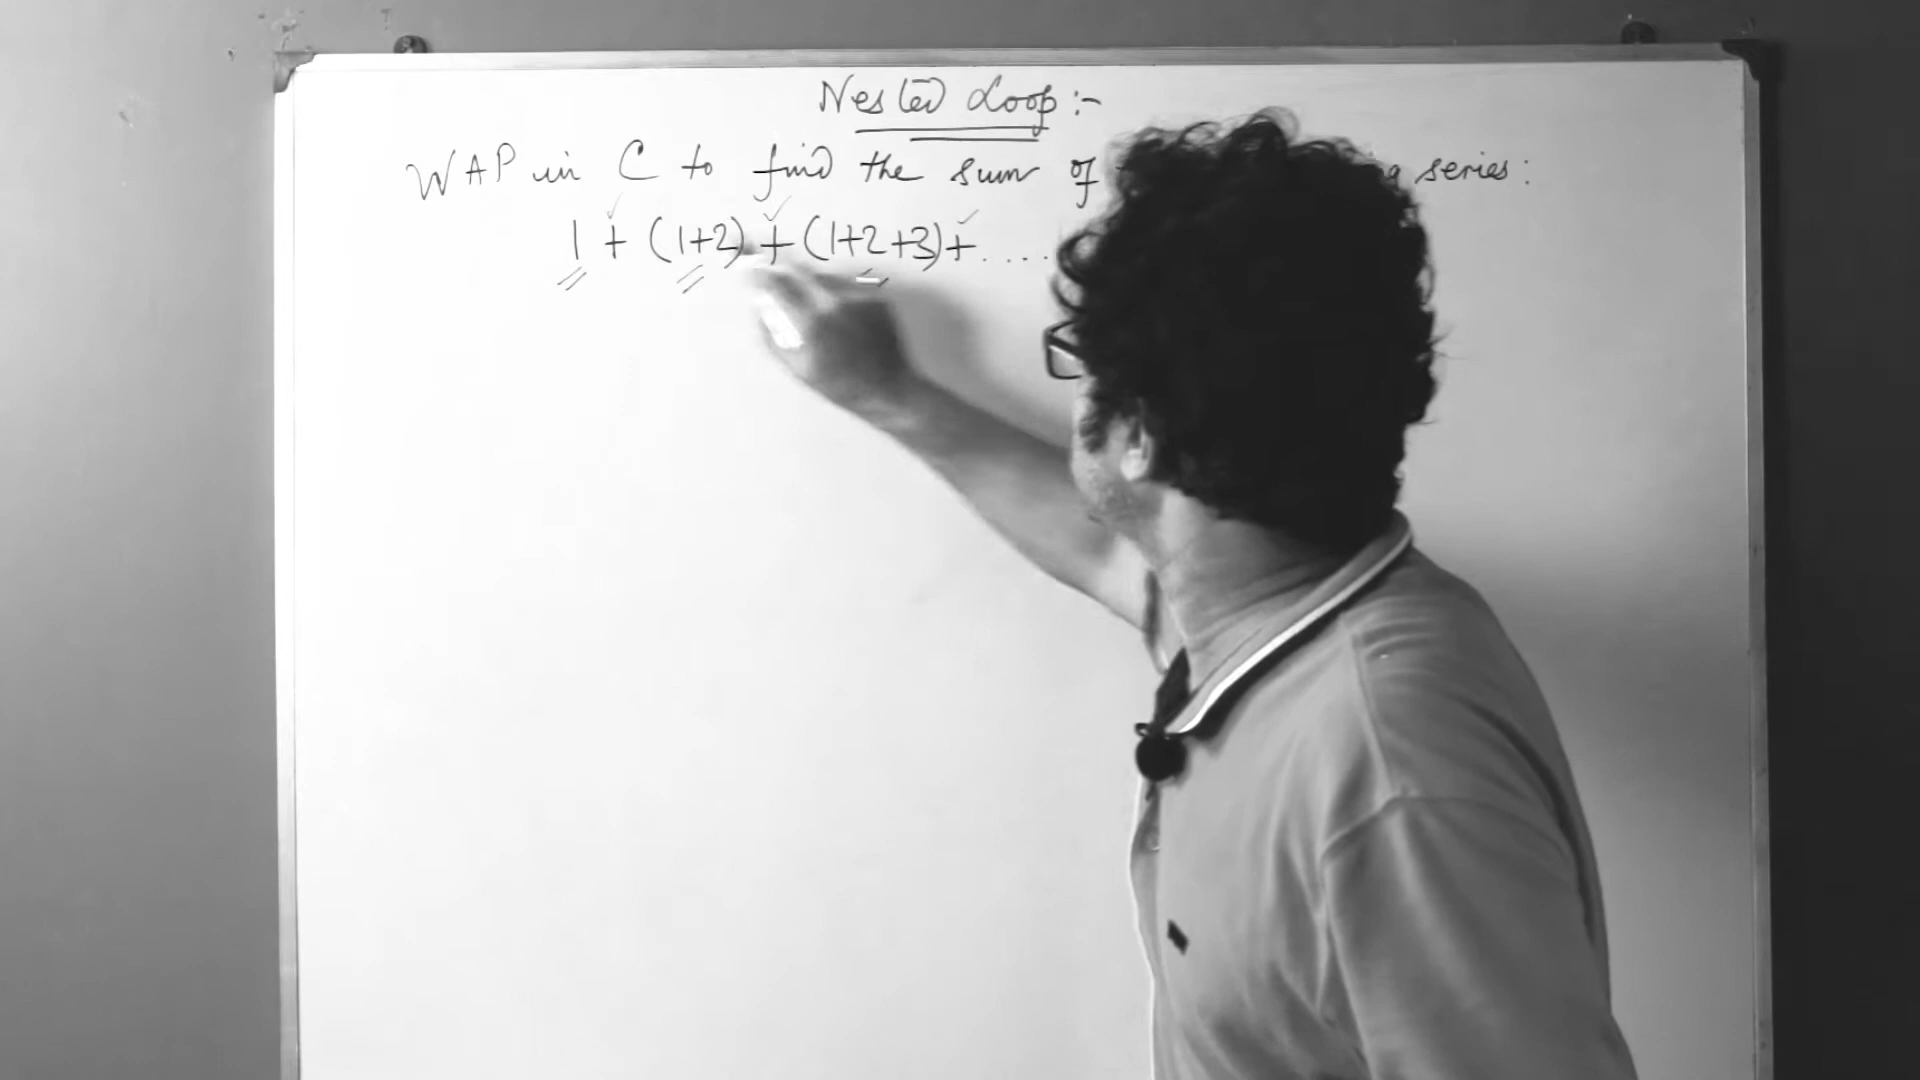 Nested Loop :-
WAP in C to find the sum of series :
1 + (1+2) + (1+2+3) + ....